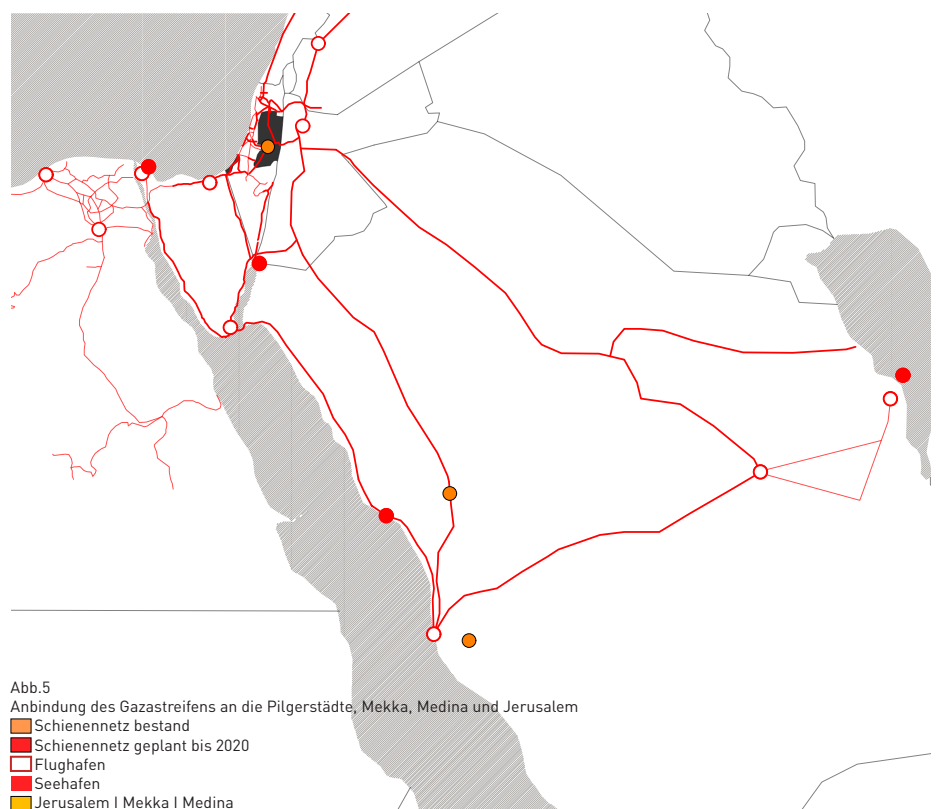 Abb.5
Anbindung des Gazastreifens an die Pilgerstädte, Mekka, Medina und Jerusalem
Schienennetz bestand
Schienennetz geplant bis 2020
Flughafen
Seehafen
Jerusalem | Mekka | Medina